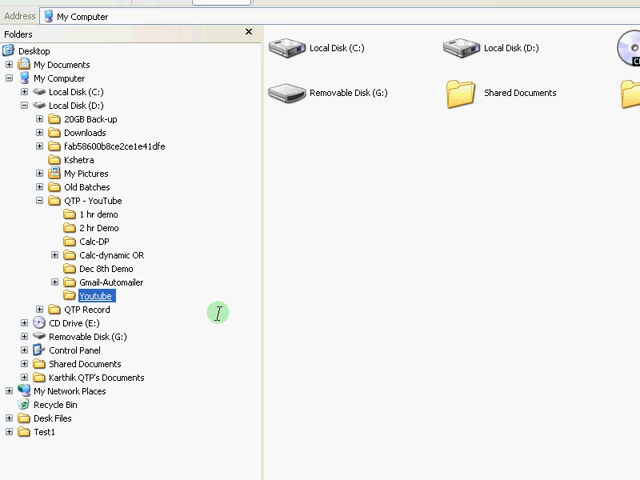 Address My Computer
Folders
Desktop
My Documents
My Computer
Local Disk (C:)
Local Disk (D:)
20GB Back-up
Downloads
fab58600b8ce2ce1e41dfe
Kshetra
My Pictures
Old Batches
QTP - YouTube
1 hr demo
2 hr Demo
Calc-DP
Calc-dynamic OR
Dec 8th Demo
Gmail-Automailer
Youtube
QTP Record
CD Drive (E:)
Removable Disk (G:)
Control Panel
Shared Documents
Karthik QTP's Documents
My Network Places
Recycle Bin
Desk Files
Test1
Local Disk (C:)
Local Disk (D:)
Removable Disk (G:)
Shared Documents